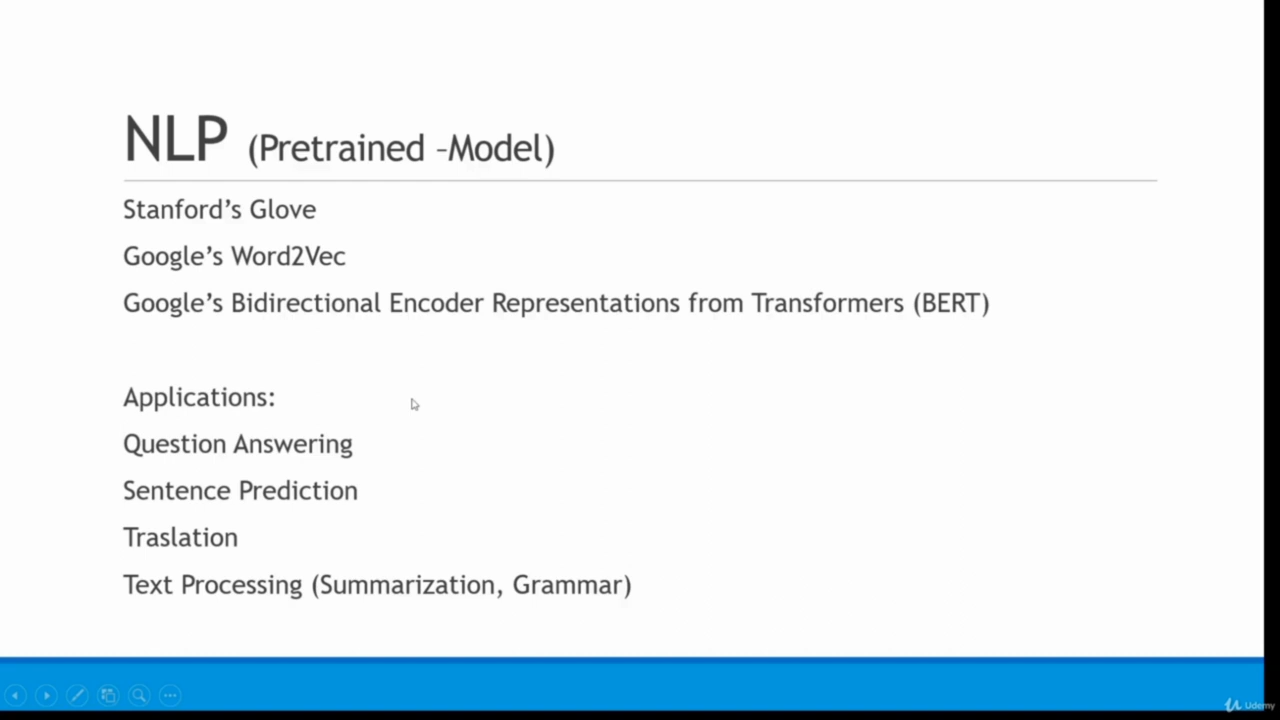 NLP (Pretrained –Model)
Stanford’s Glove
Google’s Word2Vec
Google’s Bidirectional Encoder Representations from Transformers (BERT)
Applications:
Question Answering
Sentence Prediction
Traslation
Text Processing (Summarization, Grammar)
Udemy